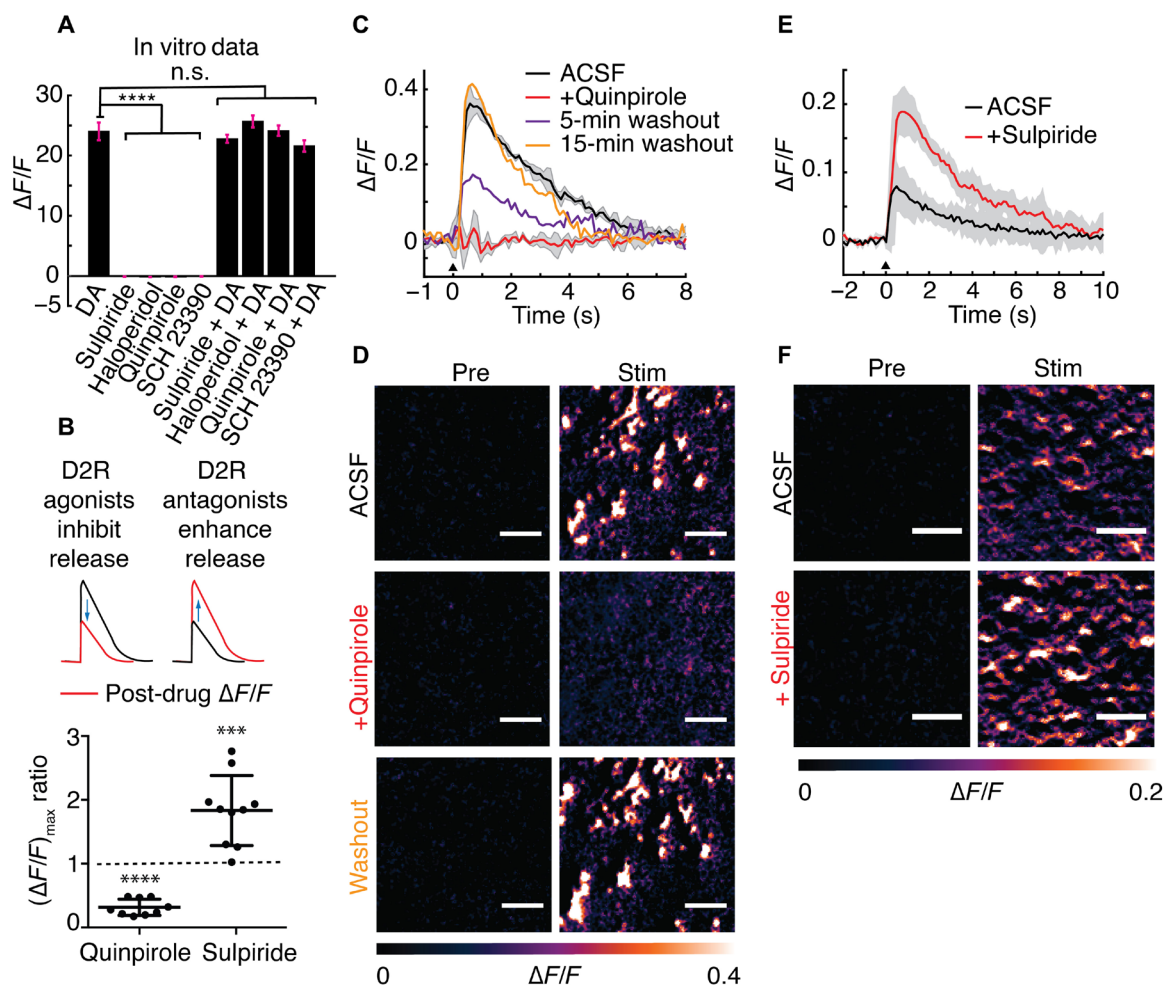 A
In vitro data
n.s.
****
30
20
10
0
−5
ΔF/F
DA
Sulpiride
Haloperidol
Quinpirole
SCH 23390
Sulpiride + DA
Haloperidol + DA
Quinpirole + DA
SCH 23390 + DA
B
D2R
agonists
inhibit
release
D2R
antagonists
enhance
release
Post-drug ΔF/F
3
2
1
0
(ΔF/F)max ratio
***
****
Quinpirole
Sulpiride
C
ACSF
+Quinpirole
5-min washout
15-min washout
0.4
0.2
0
ΔF/F
−1 0 2 4 6 8
Time (s)
D
Pre
Stim
ACSF
+Quinpirole
Washout
0
ΔF/F
0.4
E
ACSF
+Sulpiride
0.2
0.1
0
ΔF/F
−2 0 2 4 6 8 10
Time (s)
F
Pre
Stim
ACSF
+ Sulpiride
0
ΔF/F
0.2